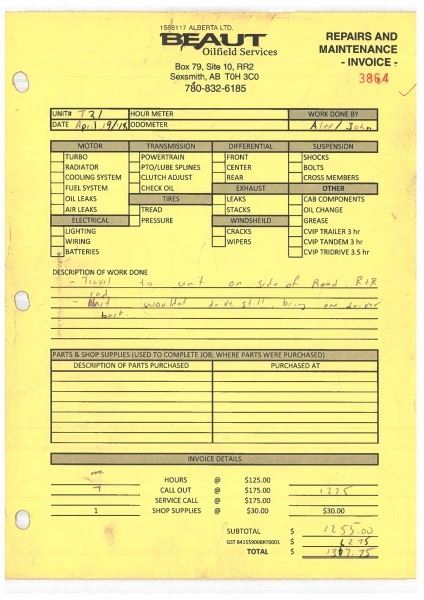 1568117 ALBERTA LTD.
BEAUT
Oilfield Services
Box 79, Site 10, RR2
Sexsmith, AB T0H 3C0
780-832-6185
REPAIRS AND
MAINTENANCE
- INVOICE -
3864
UNIT# T21 HOUR METER WORK DONE BY
DATE April 19/18 ODOMETER Alex / John
MOTOR TRANSMISSION DIFFERENTIAL SUSPENSION
TURBO POWERTRAIN FRONT SHOCKS
RADIATOR PTO/LUBE SPLINES CENTER BOLTS
COOLING SYSTEM CLUTCH ADJUST REAR CROSS MEMBERS
FUEL SYSTEM CHECK OIL EXHAUST OTHER
OIL LEAKS TIRES LEAKS CAB COMPONENTS
AIR LEAKS TREAD STACKS OIL CHANGE
ELECTRICAL PRESSURE WINDSHEILD GREASE
LIGHTING CRACKS CVIP TRAILER 3 hr
WIRING WIPERS CVIP TANDEM 3 hr
BATTERIES CVIP TRIDRIVE 3.5 hr
DESCRIPTION OF WORK DONE
- Travel to unit on side of Road, R+R
- Unit wouldnt drive still, bring one driver
back...
PARTS & SHOP SUPPLIES (USED TO COMPLETE JOB, WHERE PARTS WERE PURCHASED)
DESCRIPTION OF PARTS PURCHASED PURCHASED AT
INVOICE DETAILS
HOURS @ $125.00
7 CALL OUT @ $175.00 1225
SERVICE CALL @ $175.00
1 SHOP SUPPLIES @ $30.00 $30.00
SUBTOTAL $ 1255.00
GST 841559008RT0001 $ 62.75
TOTAL $ 1317.75